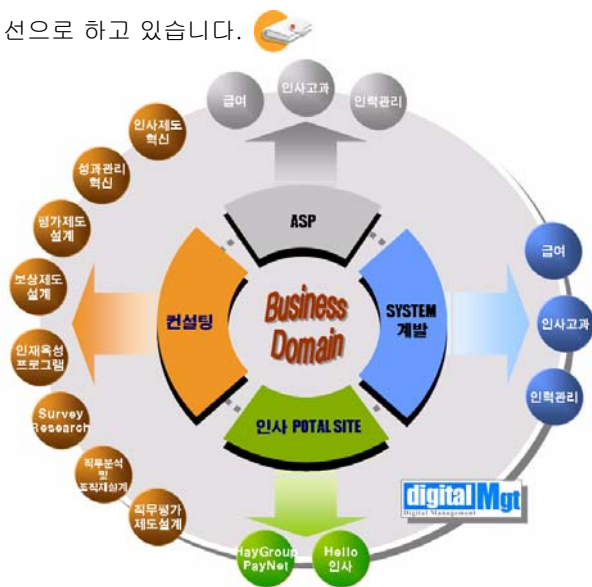 선으로 하고 있습니다.
급여
인사고과
인력관리
인사제도
혁신
성과관리
혁신
평가제도
설계
보상제도
설계
인재육성
프로그램
Survey
Research
직무분석
및
조직재설계
직무평가
제도설계
ASP
컨설팅
Business
Domain
SYSTEM
계발
인사 POTAL SITE
급여
인사고과
인력관리
digital Mgt
Digital Management
HayGroup
PayNet
Hello
인사